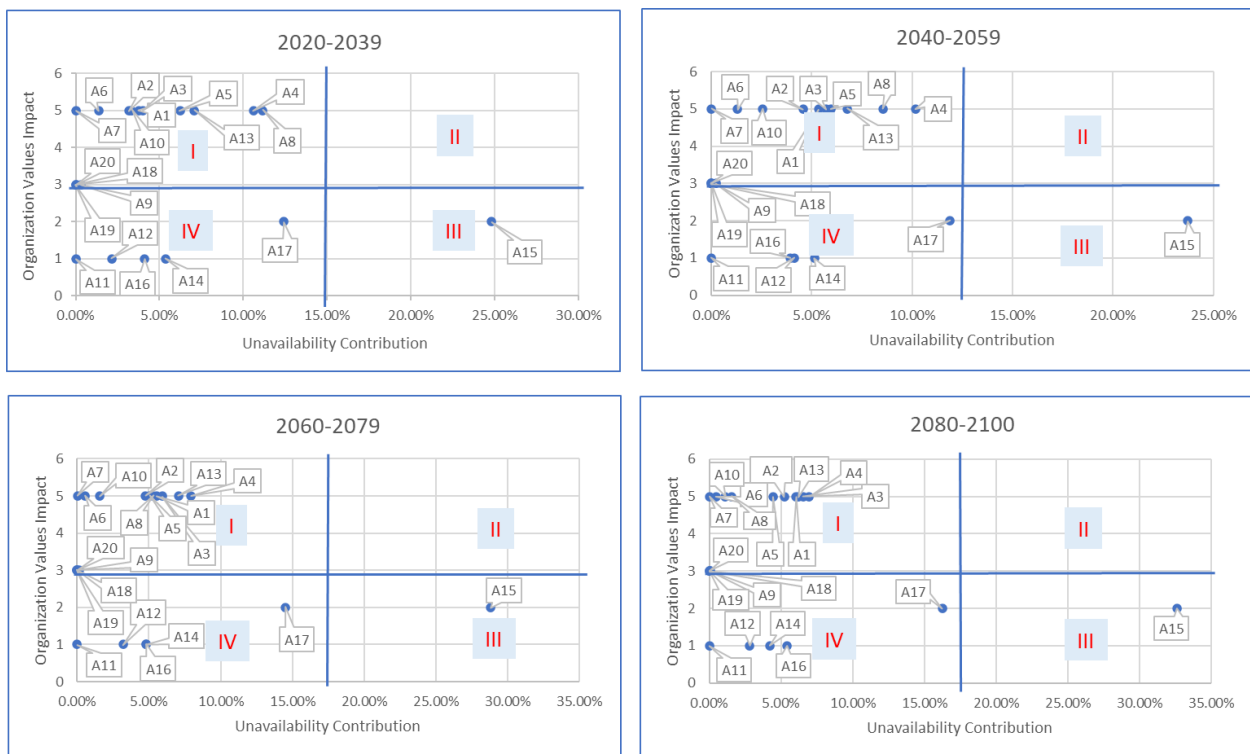 2020-2039
Organization Values Impact
6
5
4
3
2
1
0
A6
A2
A3
A5
A4
A7
A1
A10
A13
A8
I
II
A20
A18
A9
A19
A12
IV
III
A11
A16
A14
A17
A15
0.00%
5.00%
10.00%
15.00%
20.00%
25.00%
30.00%
Unavailability Contribution
2040-2059
Organization Values Impact
6
5
4
3
2
1
0
A6
A2
A3
A5
A8
A7
A10
A13
A4
A1
I
II
A20
A18
A9
A19
A16
IV
III
A11
A12
A14
A17
A15
0.00%
5.00%
10.00%
15.00%
20.00%
25.00%
Unavailability Contribution
2060-2079
Organization Values Impact
6
5
4
3
2
1
0
A7
A10
A2
A13
A4
A6
A8
A5
A1
A3
I
II
A20
A9
A18
A19
A12
A15
A11
A16
A14
IV
A17
III
0.00%
5.00%
10.00%
15.00%
20.00%
25.00%
30.00%
35.00%
Unavailability Contribution
2080-2100
Organization Values Impact
6
5
4
3
2
1
0
A10
A2
A13
A4
A6
A3
A7
A8
A5
A1
I
II
A20
A18
A9
A19
A17
A15
A12
A14
IV
III
A11
A16
0.00%
5.00%
10.00%
15.00%
20.00%
25.00%
30.00%
35.00%
Unavailability Contribution